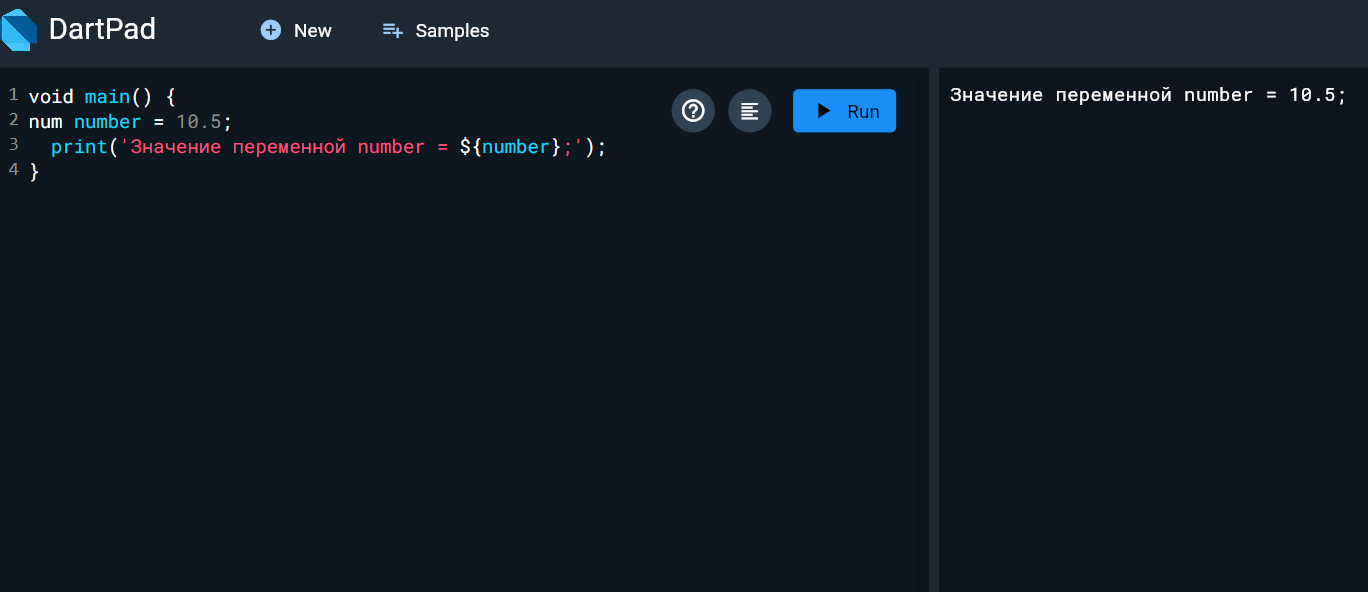 DartPad
New
Samples
1 void main() {
2 num number = 10.5;
3 print('Значение переменной number = ${number};');
4 }
Run
Значение переменной number = 10.5;